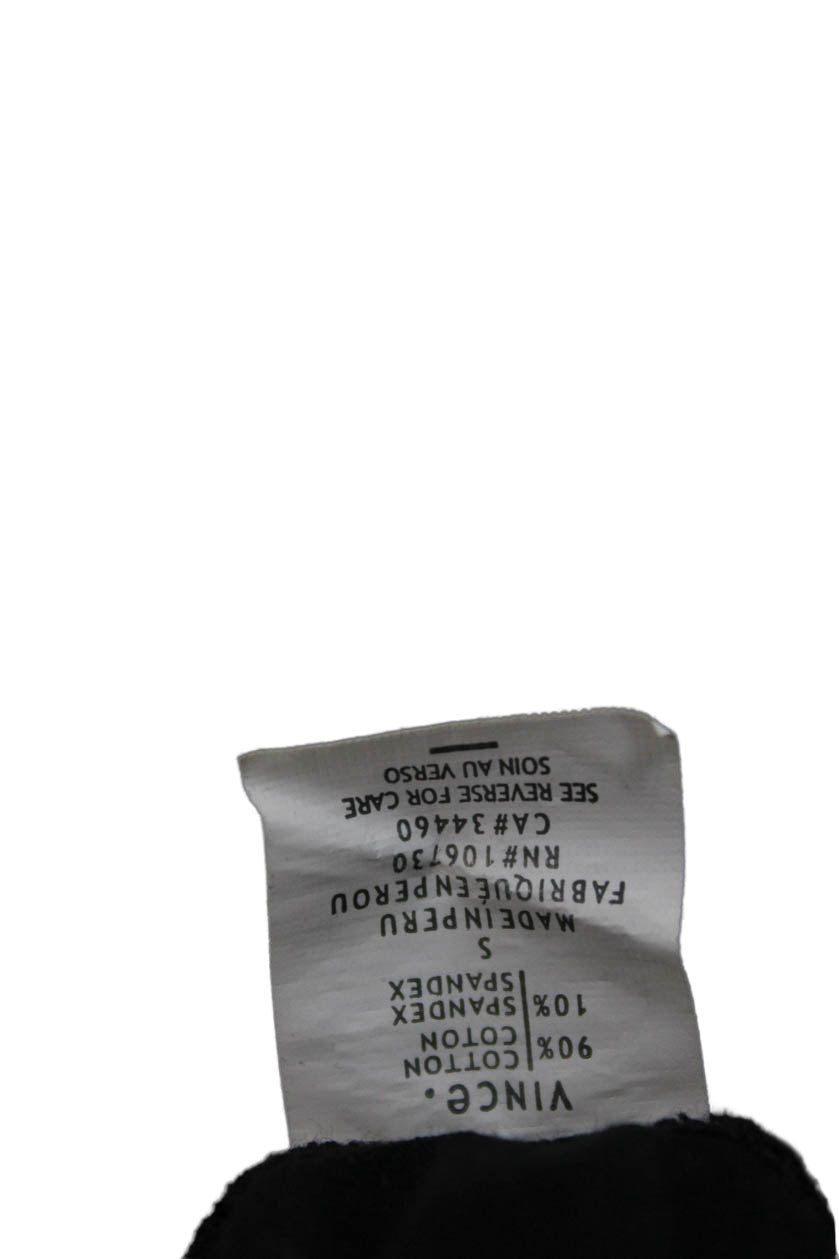 VINCE.
90% COTTON
COTON
10% SPANDEX
SPANDEX
S
MADE IN PERU
FABRIQUÉ EN PEROU
RN#106730
CA#34460
SEE REVERSE FOR CARE
SOIN AU VERSO